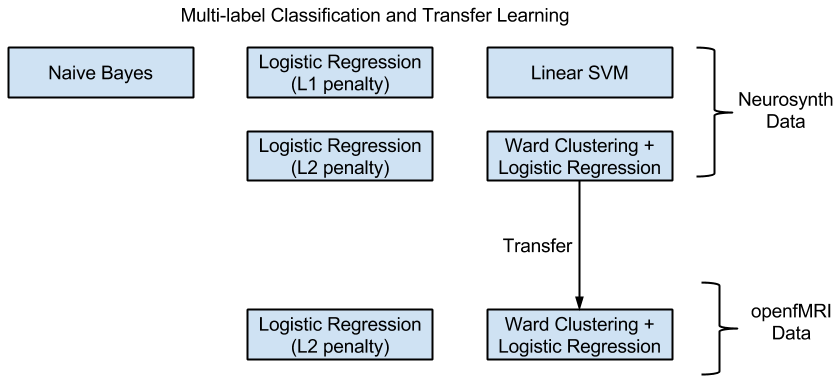 Multi-label Classification and Transfer Learning
Naive Bayes
Logistic Regression
(L1 penalty)
Linear SVM
Neurosynth
Data
Logistic Regression
(L2 penalty)
Ward Clustering +
Logistic Regression
Transfer
Logistic Regression
(L2 penalty)
Ward Clustering +
Logistic Regression
openfMRI
Data